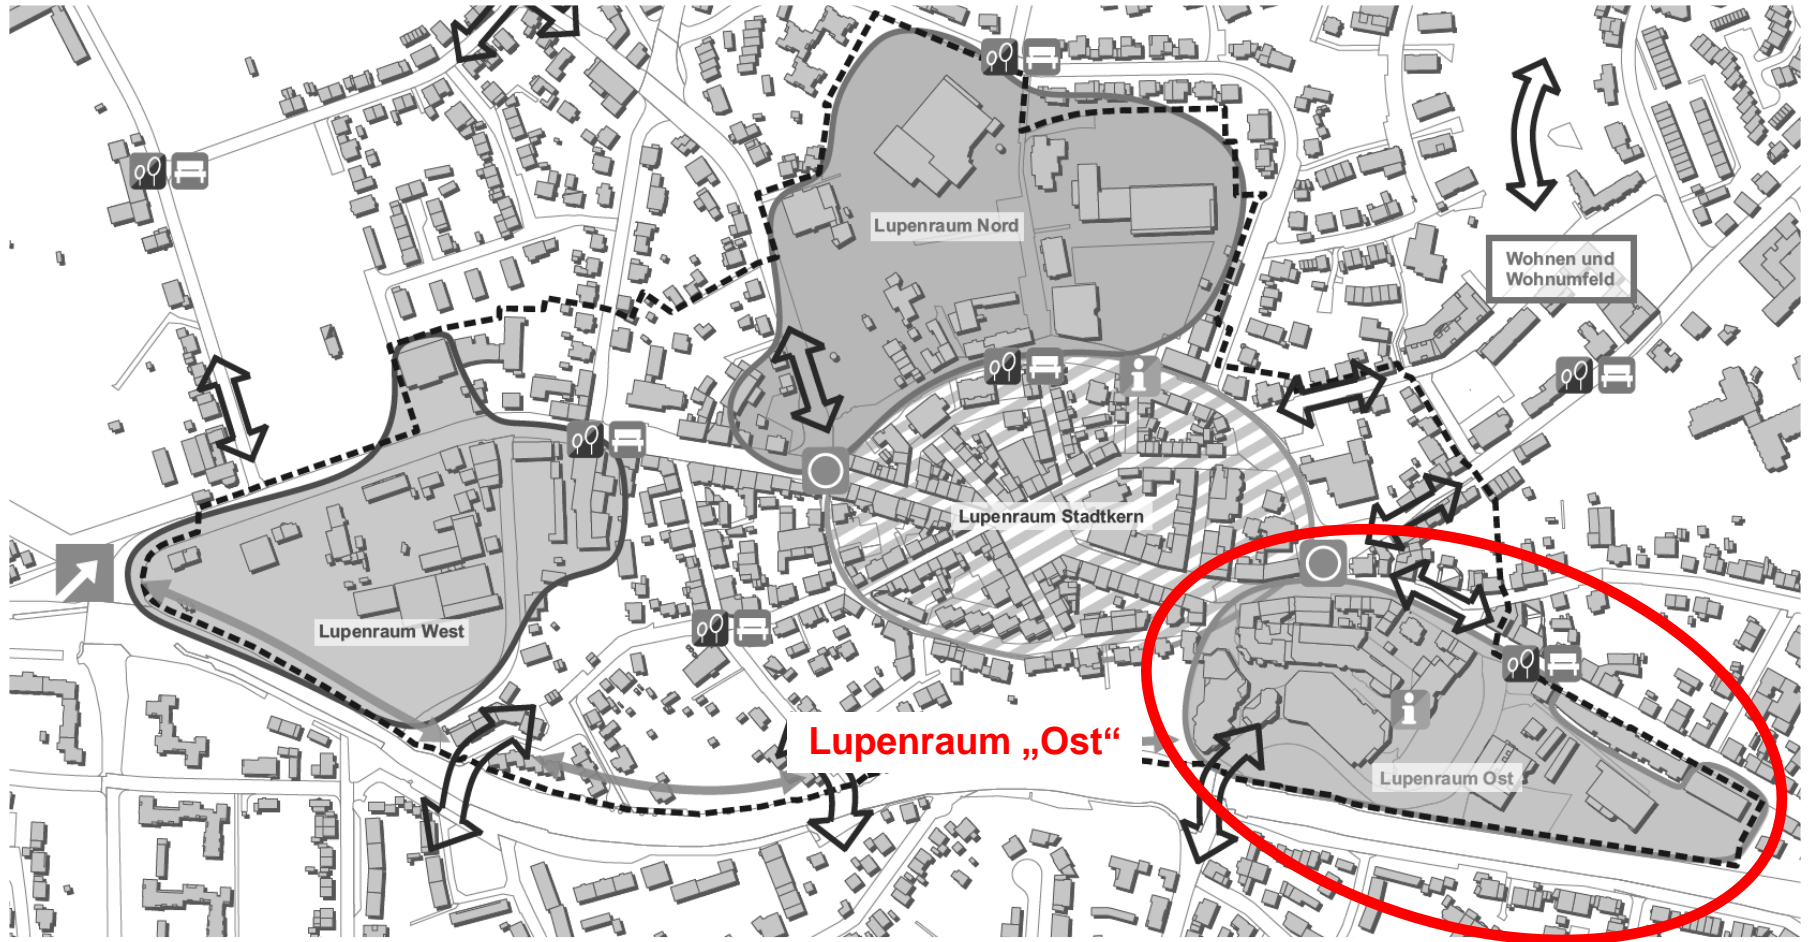 Lupenraum Nord
Wohnen und
Wohnumfeld
Lupenraum Stadtkern
Lupenraum West
Lupenraum „Ost“
Lupenraum Ost